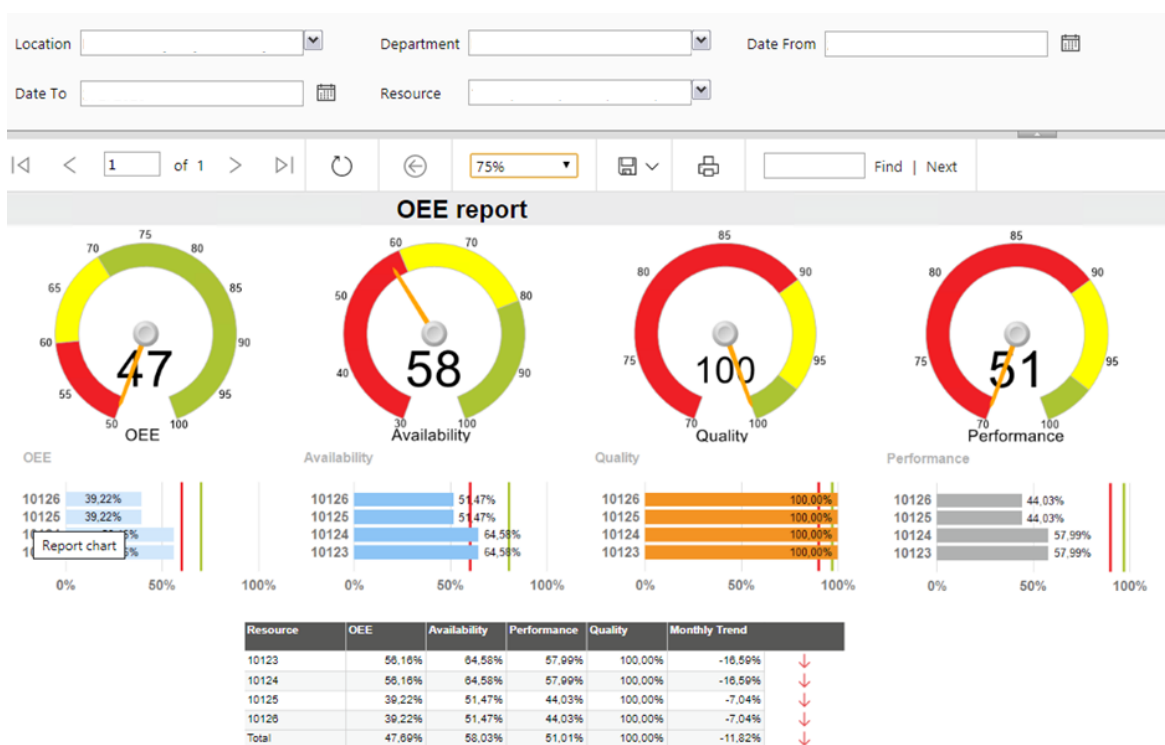 Location Department Date From
Date To Resource
1 of 1 75% Find | Next
OEE report
50 55 60 65 70 75 80 85 90 95 100
47
OEE
30 40 50 60 70 80 90 100
58
Availability
70 75 80 85 90 95 100
100
Quality
70 75 80 85 90 95 100
51
Performance
OEE
10126 39,22%
10125 39,22%
Report chart
0% 50% 100%
Availability
10126 51,47%
10125 51,47%
10124 64,58%
10123 64,58%
0% 50% 100%
Quality
10126 100,00%
10125 100,00%
10124 100,00%
10123 100,00%
0% 50% 100%
Performance
10126 44,03%
10125 44,03%
10124 57,99%
10123 57,99%
0% 50% 100%
Resource OEE Availability Performance Quality Monthly Trend
10123 56,16% 64,58% 57,99% 100,00% -16,59%
10124 56,16% 64,58% 57,99% 100,00% -16,59%
10125 39,22% 51,47% 44,03% 100,00% -7,04%
10126 39,22% 51,47% 44,03% 100,00% -7,04%
Total 47,69% 58,03% 51,01% 100,00% -11,82%